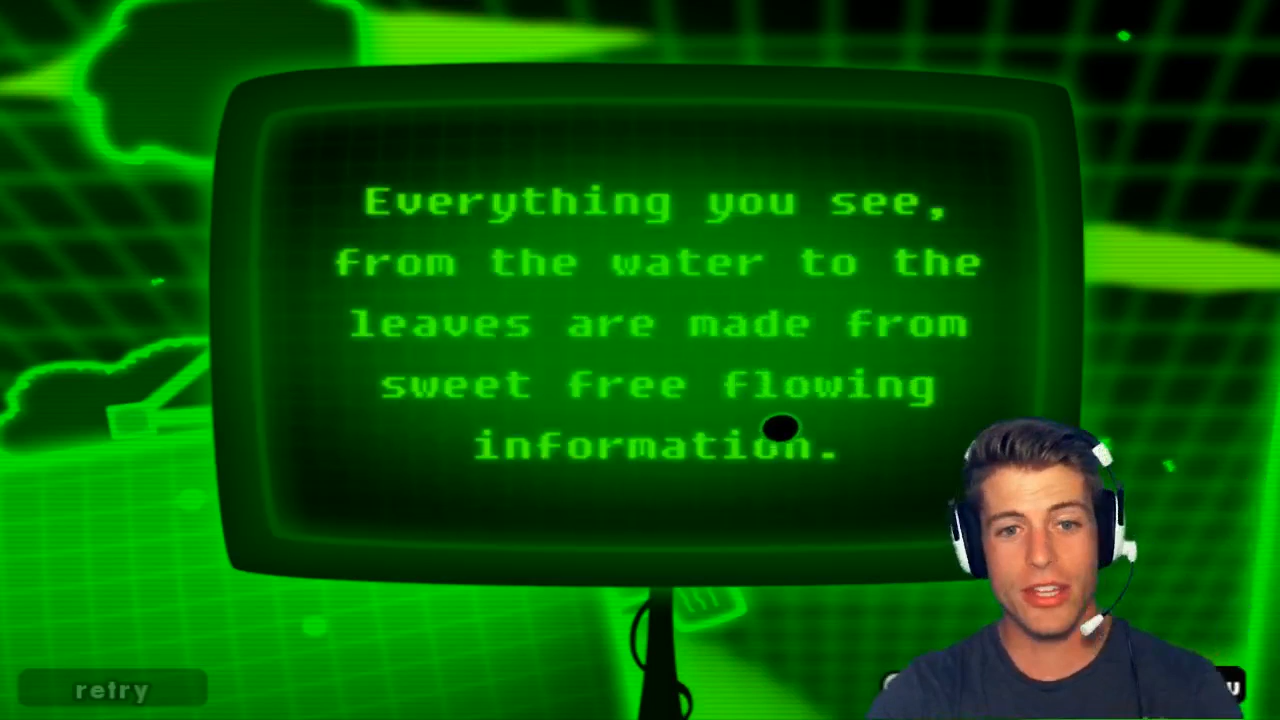 Everything you see,
from the water to the
leaves are made from
sweet free flowing
information.
retry